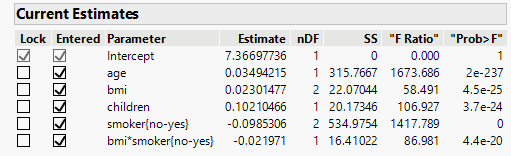 Current Estimates
Lock Entered Parameter Estimate nDF SS "F Ratio" "Prob>F"
Intercept 7.36697736 1 0 0.000 1
age 0.03494215 1 315.7667 1673.686 2e-237
bmi 0.02301477 2 22.07044 58.491 4.5e-25
children 0.10210466 1 20.17346 106.927 3.7e-24
smoker{no-yes} -0.0985306 2 534.9754 1417.789 0
bmi*smoker{no-yes} -0.021971 1 16.41022 86.981 4.4e-20